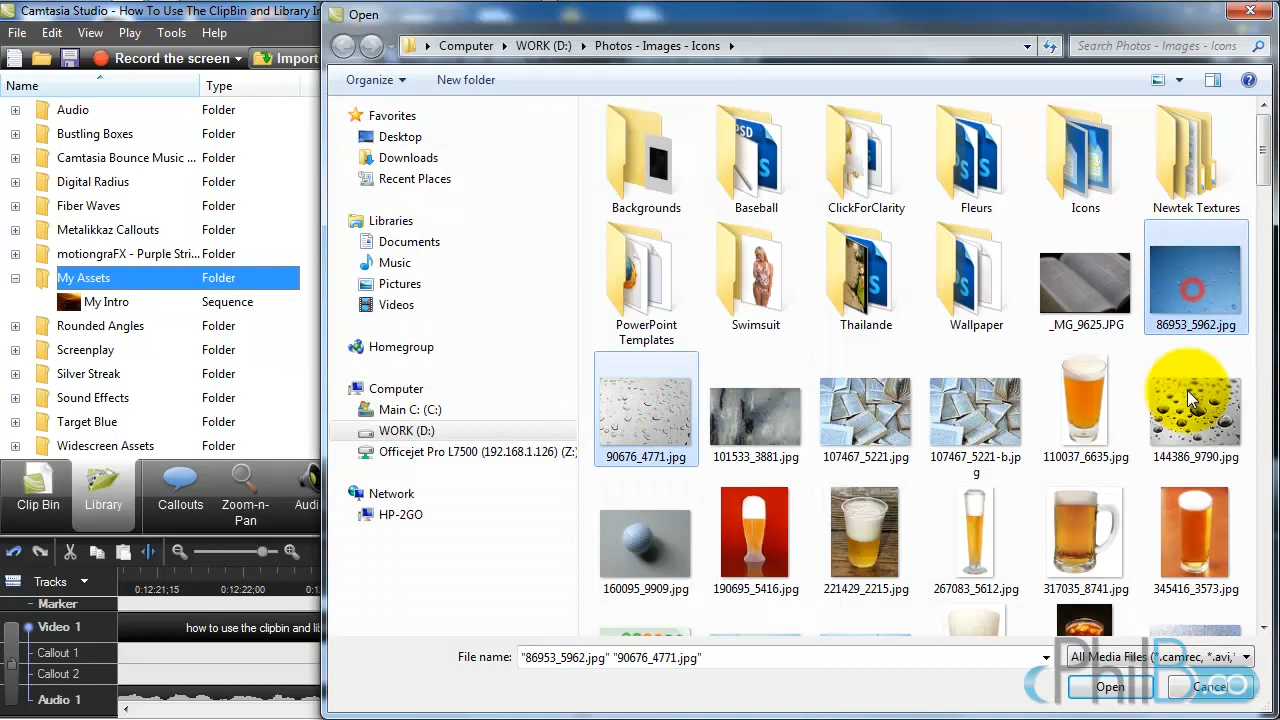 Camtasia Studio - How To Use The ClipBin and Library In
File Edit View Play Tools Help
Record the screen Import
Name Type
Audio Folder
Bustling Boxes Folder
Camtasia Bounce Music ... Folder
Digital Radius Folder
Fiber Waves Folder
Metalikkaz Callouts Folder
motiongraFX - Purple Stri... Folder
My Assets Folder
My Intro Sequence
Rounded Angles Folder
Screenplay Folder
Silver Streak Folder
Sound Effects Folder
Target Blue Folder
Widescreen Assets Folder
Clip Bin Library Callouts Zoom-n-Pan Audi
Tracks 0:12:21;15 0:12:22;00
Marker
Video 1 how to use the clipbin and lib
Callout 1
Callout 2
Audio 1
Open
Computer WORK (D:) Photos - Images - Icons
Search Photos - Images - Icons
Organize New folder
Favorites
Desktop
Downloads
Recent Places
Libraries
Documents
Music
Pictures
Videos
Homegroup
Computer
Main C: (C:)
WORK (D:)
Officejet Pro L7500 (192.168.1.126) (Z:)
Network
HP-2GO
Backgrounds Baseball ClickForClarity Fleurs Icons Newtek Textures
PowerPoint Templates Swimsuit Thailande Wallpaper _MG_9625.JPG 86953_5962.jpg
90676_4771.jpg 101533_3881.jpg 107467_5221.jpg 107467_5221-b.jpg 110037_6635.jpg 144386_9790.jpg
160095_9909.jpg 190695_5416.jpg 221429_2215.jpg 267083_5612.jpg 317035_8741.jpg 345416_3573.jpg
File name: "86953_5962.jpg" "90676_4771.jpg"
All Media Files (*.camrec, *.avi,
Open Cancel
PhilB.co